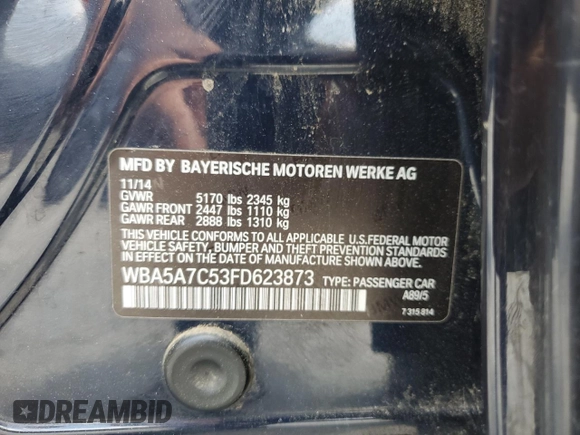 MFD BY BAYERISCHE MOTOREN WERKE AG
11/14
GVWR 5170 lbs 2345 kg
GAWR FRONT 2447 lbs 1110 kg
GAWR REAR 2888 lbs 1310 kg
THIS VEHICLE CONFORMS TO ALL APPLICABLE U.S.FEDERAL MOTOR
VEHICLE SAFETY, BUMPER AND THEFT PREVENTION STANDARDS
IN EFFECT ON THE DATE OF MANUFACTURE SHOWN ABOVE.
WBA5A7C53FD623873 TYPE: PASSENGER CAR
A89/5
7 315 814
DREAMBID